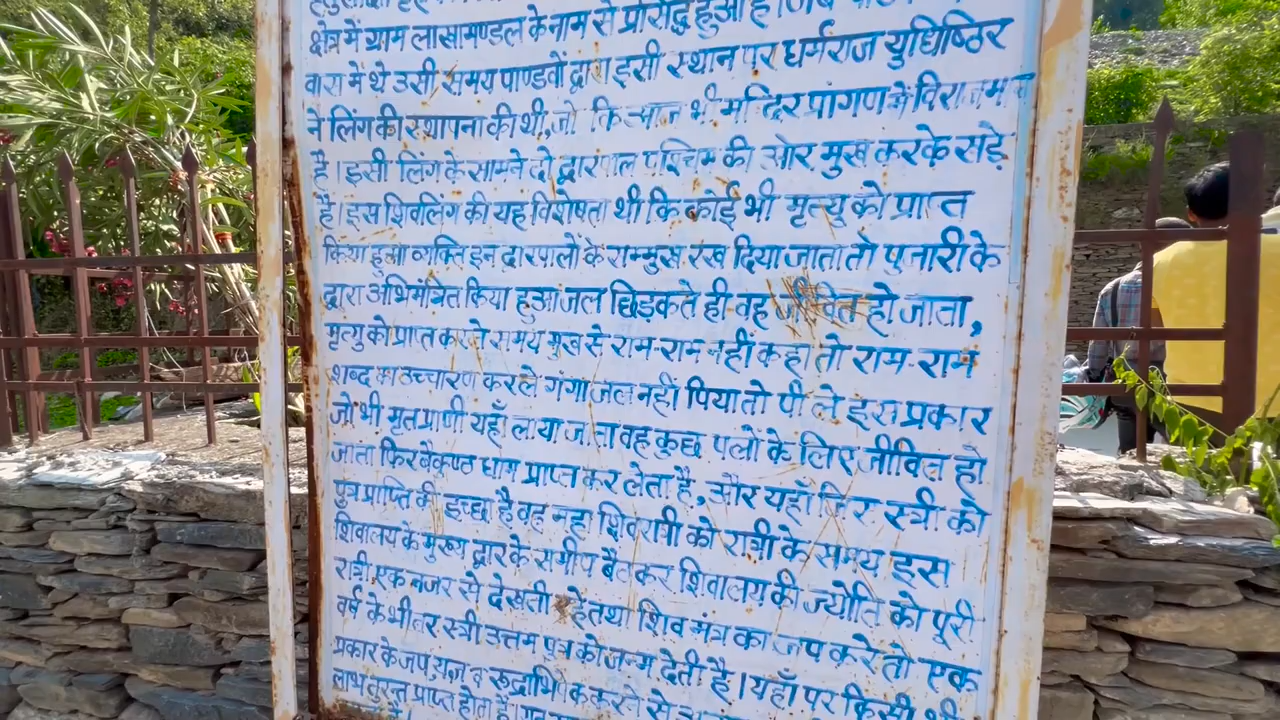 क्षेत्र में ग्राम लाखामण्डल के नाम से प्रसिद्ध हुआ है
वास में थे उसी समय पाण्डवों द्वारा इसी स्थान पर धर्मराज युधिष्ठिर
ने लिंग की स्थापना की थी, जो कि आज भी मन्दिर प्रांगण में विराजमान
है। इसी लिंग के सामने दो द्वारपाल पश्चिम की ओर मुख करके खड़े
है। इस शिवलिंग की यह विशेषता थी कि कोई भी मृत्यु को प्राप्त
किया हुआ व्यक्ति इन द्वारपालों के सम्मुख रख दिया जाता तो पुजारी के
द्वारा अभिमंत्रित किया हुआ जल छिड़कते ही वह जीवित हो जाता,
मृत्यु को प्राप्त करते समय मुख से राम-राम नहीं कहा तो राम-राम
शब्द का उच्चारण कर ले गंगा जल नहीं पिया तो पी ले इस प्रकार
जो भी मृत प्राणी यहाँ लाया जाता वह कुछ पलों के लिए जीवित हो
जाता फिर बैकुण्ठ धाम प्राप्त कर लेता है, और यहाँ जिस स्त्री को
पुत्र प्राप्ति की इच्छा है वह महा शिवरात्री को रात्री के समय इस
शिवालय के मुख्य द्वार के समीप बैठकर शिवालय की ज्योति को पूरी
रात्री एक नजर से देखती है तथा शिव मंत्र का जप करे तो एक
वर्ष के भीतर स्त्री उत्तम पुत्र को जन्म देती है। यहाँ पर किसी भी
प्रकार के जप, यज्ञ व रूद्राभिषेक करने से
लाभ तुरन्त प्राप्त होता है।